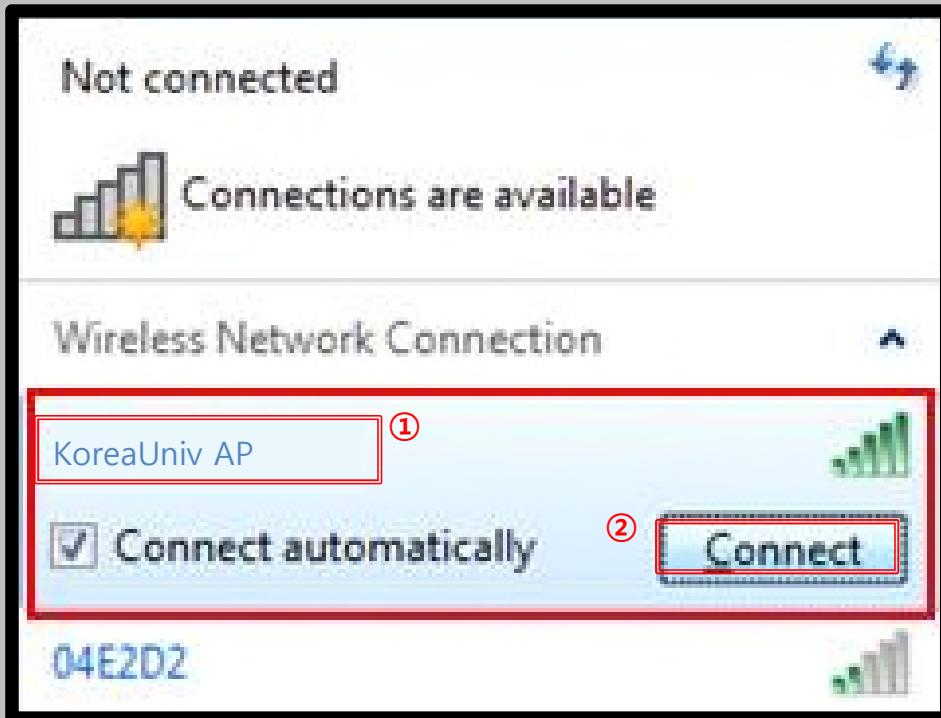 Not connected
Connections are available
Wireless Network Connection
KoreaUniv AP ①
Connect automatically ② Connect
04E2D2